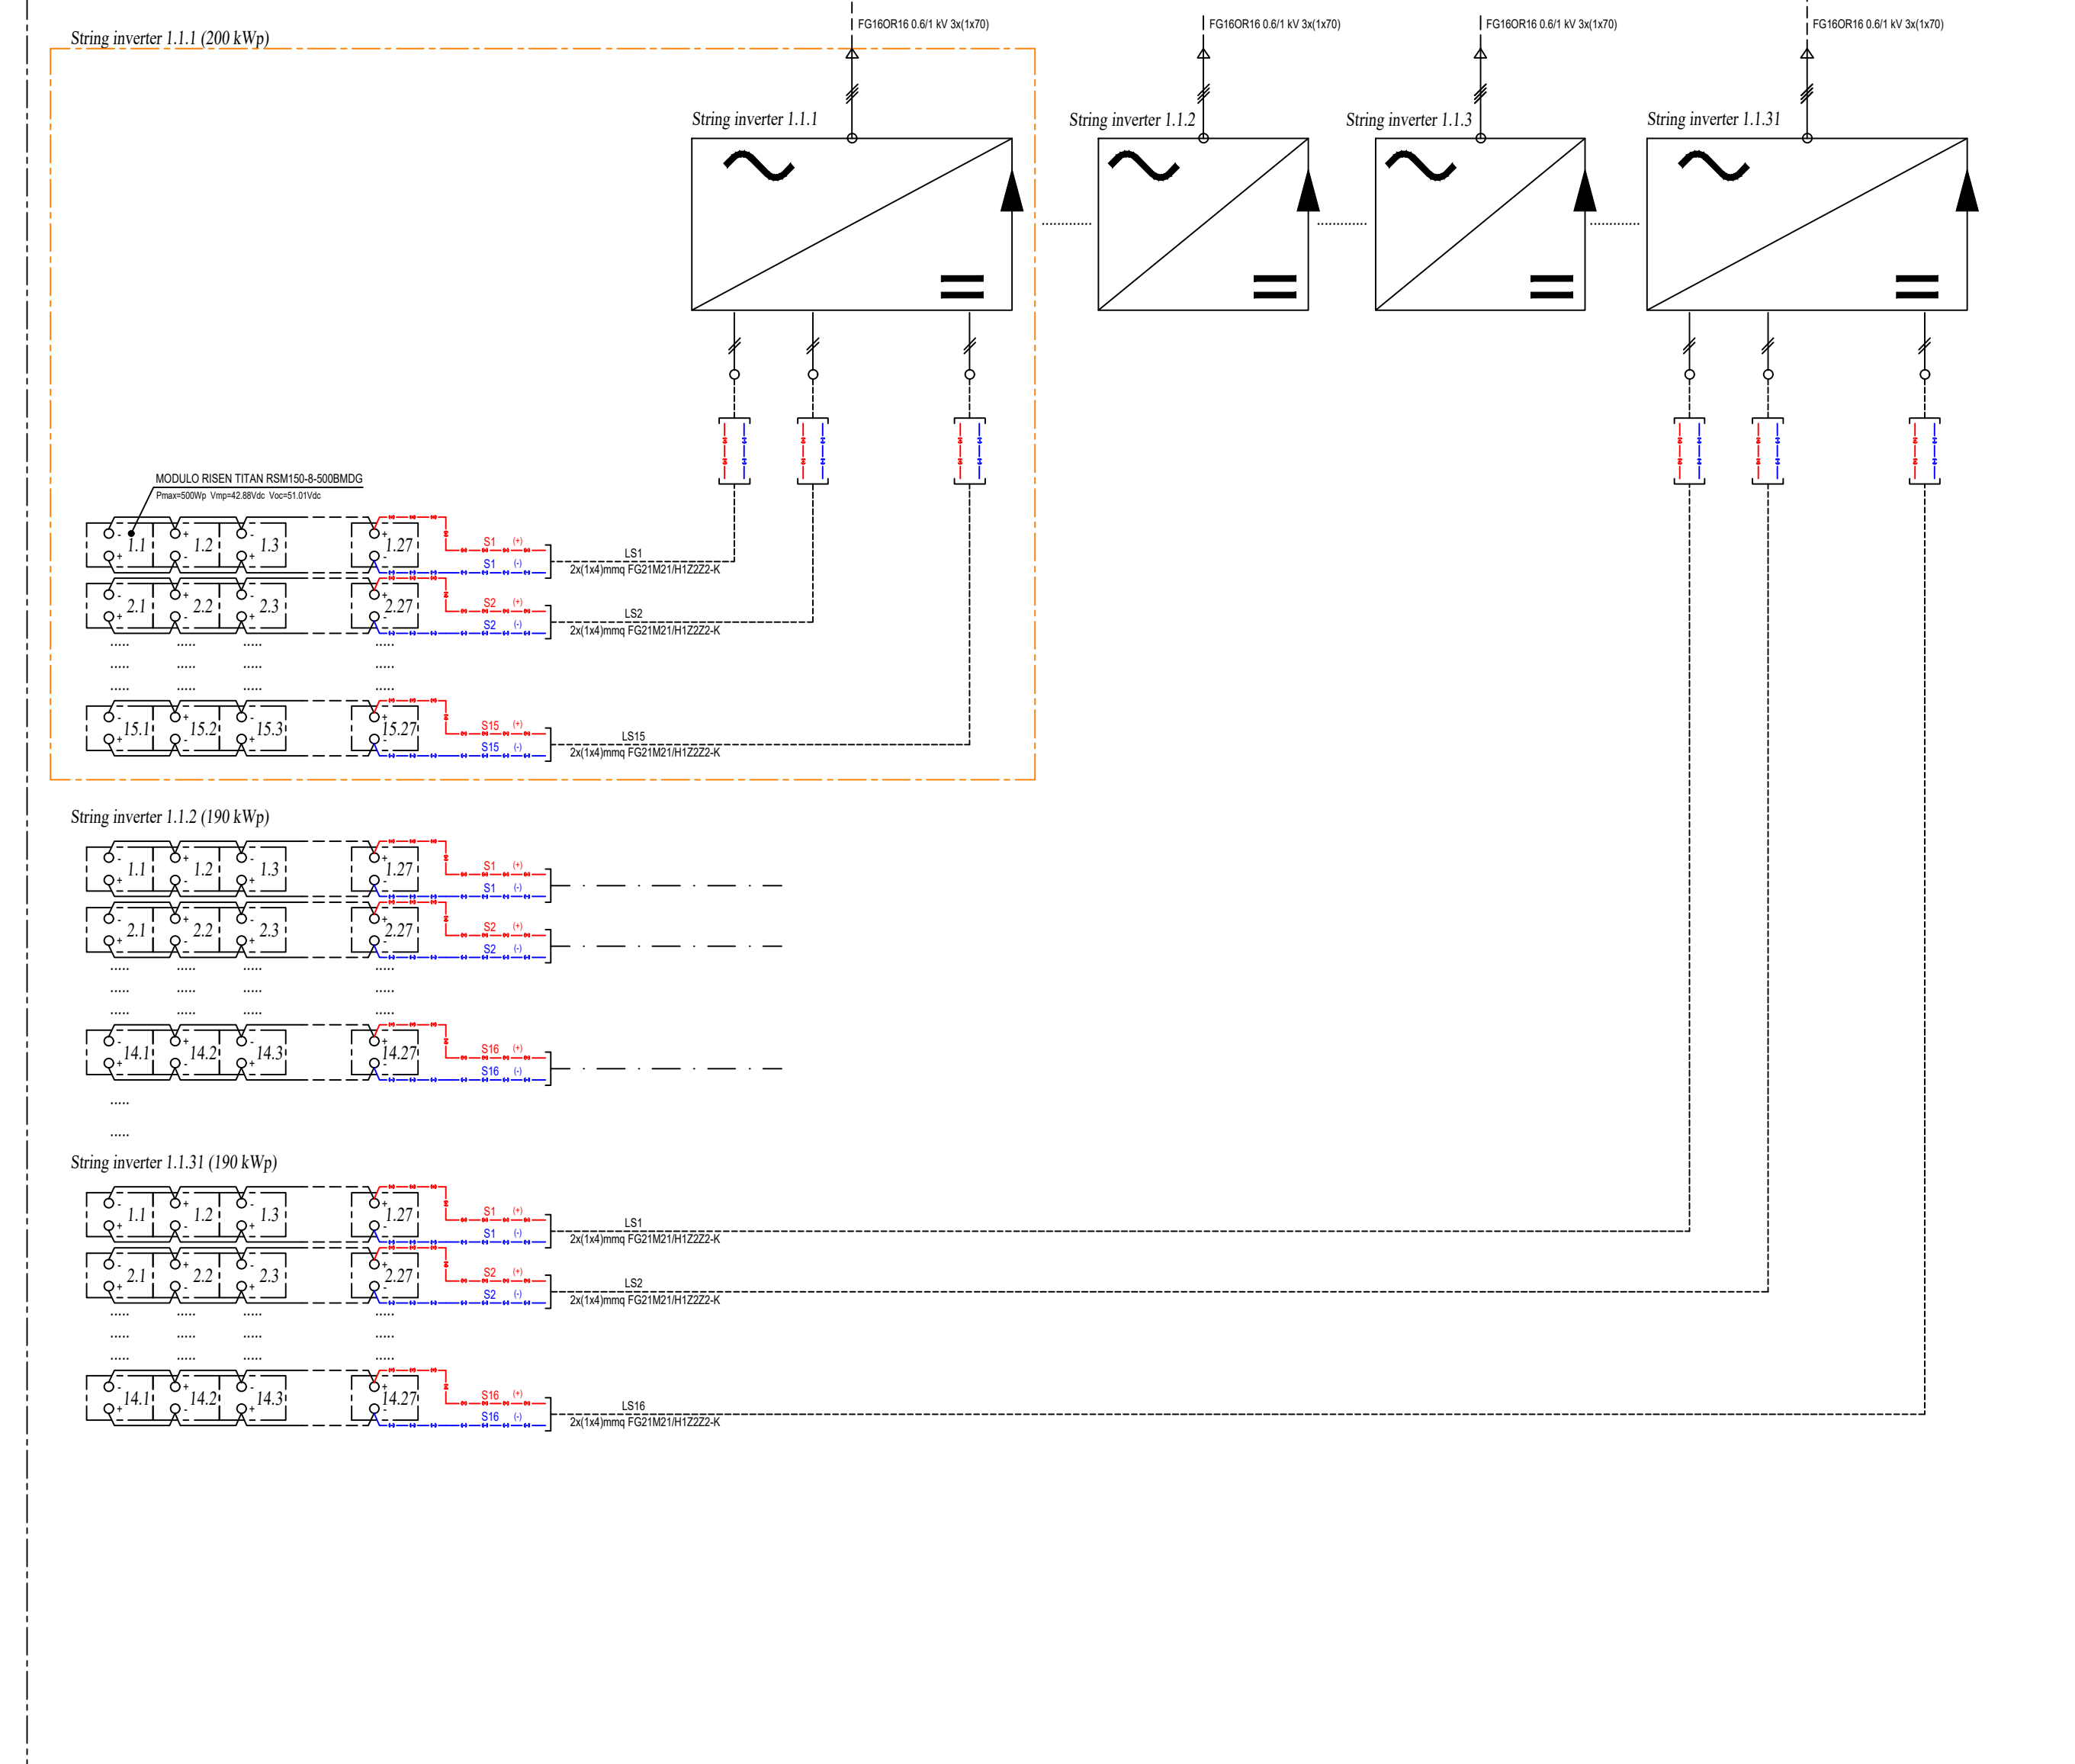 FG16OR16 0.6/1 kV 3x(1x70)
FG16OR16 0.6/1 kV 3x(1x70)
FG16OR16 0.6/1 kV 3x(1x70)
FG16OR16 0.6/1 kV 3x(1x70)
String inverter 1.1.1 (200 kWp)
String inverter 1.1.1
String inverter 1.1.2
String inverter 1.1.3
String inverter 1.1.31
............
............
............
MODULO RISEN TITAN RSM150-8-500BMDG
Pmax=500Wp Vmp=42.88Vdc Voc=51.01Vdc
- 1.1 + + 1.2 - - 1.3 + + 1.27 -
S1 (+)
S1 (-)
LS1
2x(1x4)mmq FG21M21/H1Z2Z2-K
- 2.1 + + 2.2 - - 2.3 + + 2.27 -
S2 (+)
S2 (-)
LS2
2x(1x4)mmq FG21M21/H1Z2Z2-K
..... ..... ..... .....
..... ..... ..... .....
..... ..... ..... .....
- 15.1 + + 15.2 - - 15.3 + + 15.27 -
S15 (+)
S15 (-)
LS15
2x(1x4)mmq FG21M21/H1Z2Z2-K
String inverter 1.1.2 (190 kWp)
- 1.1 + + 1.2 - - 1.3 + + 1.27 -
S1 (+)
S1 (-)
- 2.1 + + 2.2 - - 2.3 + + 2.27 -
S2 (+)
S2 (-)
..... ..... ..... .....
..... ..... ..... .....
..... ..... ..... .....
- 14.1 + + 14.2 - - 14.3 + + 14.27 -
S16 (+)
S16 (-)
.....
.....
String inverter 1.1.31 (190 kWp)
- 1.1 + + 1.2 - - 1.3 + + 1.27 -
S1 (+)
S1 (-)
LS1
2x(1x4)mmq FG21M21/H1Z2Z2-K
- 2.1 + + 2.2 - - 2.3 + + 2.27 -
S2 (+)
S2 (-)
LS2
2x(1x4)mmq FG21M21/H1Z2Z2-K
..... ..... ..... .....
..... ..... ..... .....
..... ..... ..... .....
- 14.1 + + 14.2 - - 14.3 + + 14.27 -
S16 (+)
S16 (-)
LS16
2x(1x4)mmq FG21M21/H1Z2Z2-K